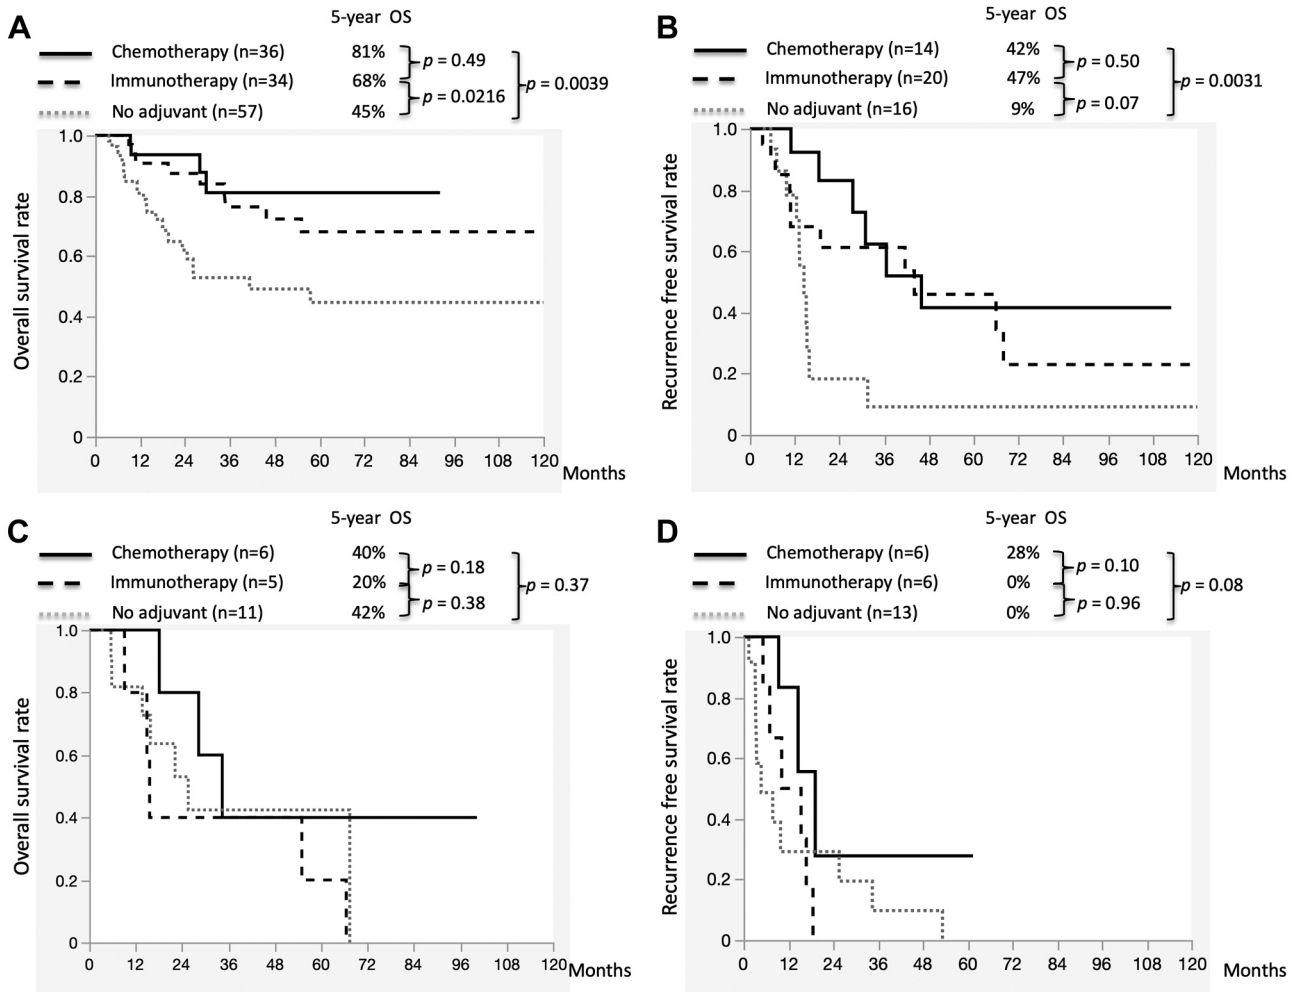 A
5-year OS
Chemotherapy (n=36) 81%
Immunotherapy (n=34) 68%
No adjuvant (n=57) 45%
p = 0.49
p = 0.0216
p = 0.0039
Overall survival rate
1.0
0.8
0.6
0.4
0.2
0
0 12 24 36 48 60 72 84 96 108 120 Months
B
5-year OS
Chemotherapy (n=14) 42%
Immunotherapy (n=20) 47%
No adjuvant (n=16) 9%
p = 0.50
p = 0.07
p = 0.0031
Recurrence free survival rate
1.0
0.8
0.6
0.4
0.2
0
0 12 24 36 48 60 72 84 96 108 120 Months
C
5-year OS
Chemotherapy (n=6) 40%
Immunotherapy (n=5) 20%
No adjuvant (n=11) 42%
p = 0.18
p = 0.38
p = 0.37
Overall survival rate
1.0
0.8
0.6
0.4
0.2
0
0 12 24 36 48 60 72 84 96 108 120 Months
D
5-year OS
Chemotherapy (n=6) 28%
Immunotherapy (n=6) 0%
No adjuvant (n=13) 0%
p = 0.10
p = 0.96
p = 0.08
Recurrence free survival rate
1.0
0.8
0.6
0.4
0.2
0
0 12 24 36 48 60 72 84 96 108 120 Months